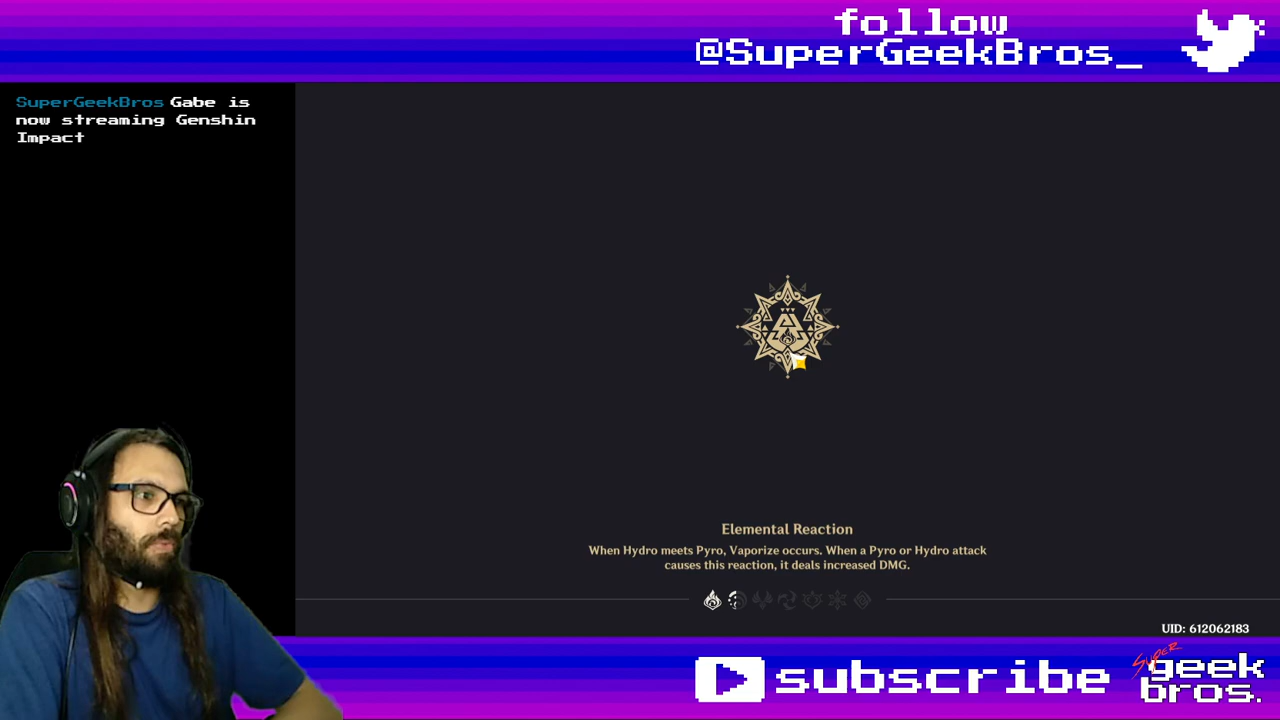 follow
@SuperGeekBros_
SuperGeekBros Gabe is
now streaming Genshin
Impact
Elemental Reaction
When Hydro meets Pyro, Vaporize occurs. When a Pyro or Hydro attack
causes this reaction, it deals increased DMG.
UID: 612062183
subscribe
SUPER
geek
bros.